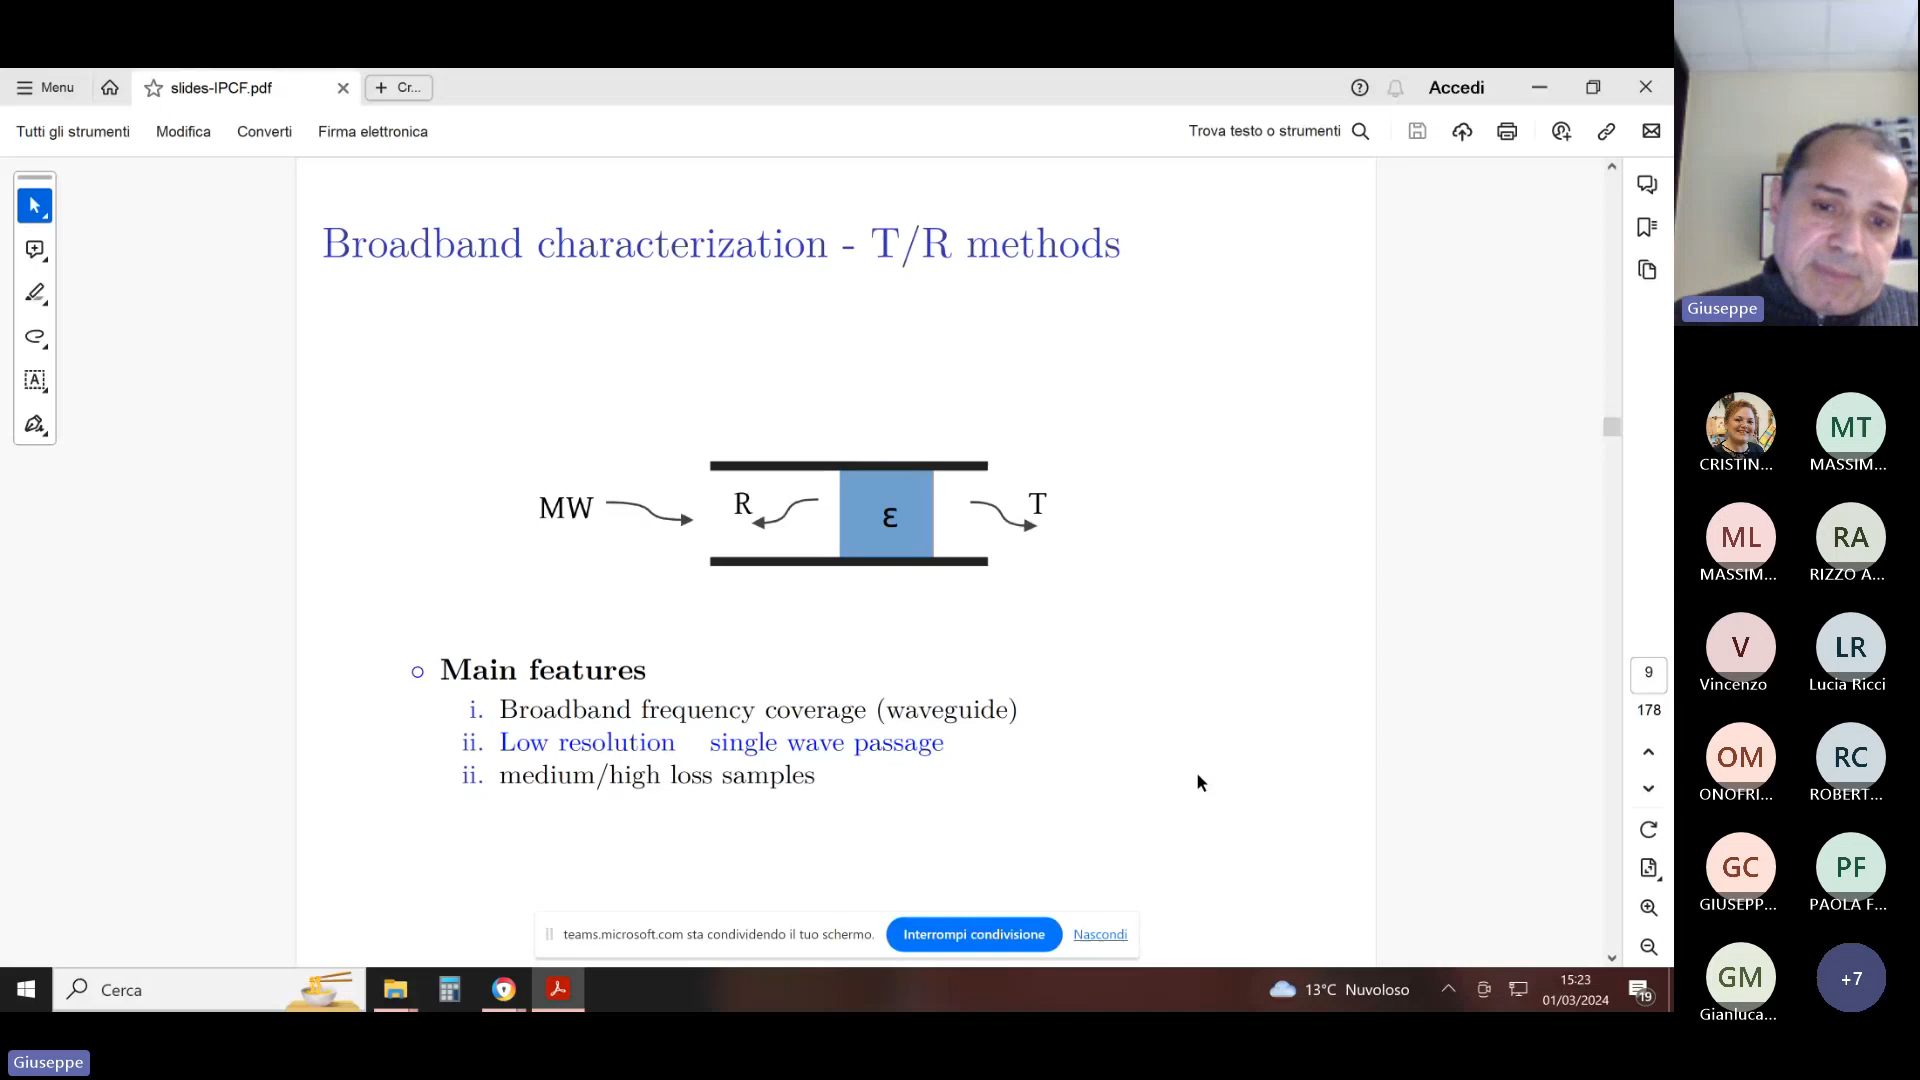 Menu
slides-IPCF.pdf
Cr...
Accedi
Tutti gli strumenti
Modifica
Converti
Firma elettronica
Trova testo o strumenti
Broadband characterization - T/R methods
MW
R
ε
T
Main features
i. Broadband frequency coverage (waveguide)
ii. Low resolution single wave passage
ii. medium/high loss samples
9
178
teams.microsoft.com sta condividendo il tuo schermo.
Interrompi condivisione
Nascondi
Cerca
13°C Nuvoloso
15:23
01/03/2024
19
Giuseppe
Giuseppe
CRISTIN...
MT
MASSIM...
ML
MASSIM...
RA
RIZZO A...
V
Vincenzo
LR
Lucia Ricci
OM
ONOFRI...
RC
ROBERT...
GC
GIUSEPP...
PF
PAOLA F...
GM
Gianluca...
+7